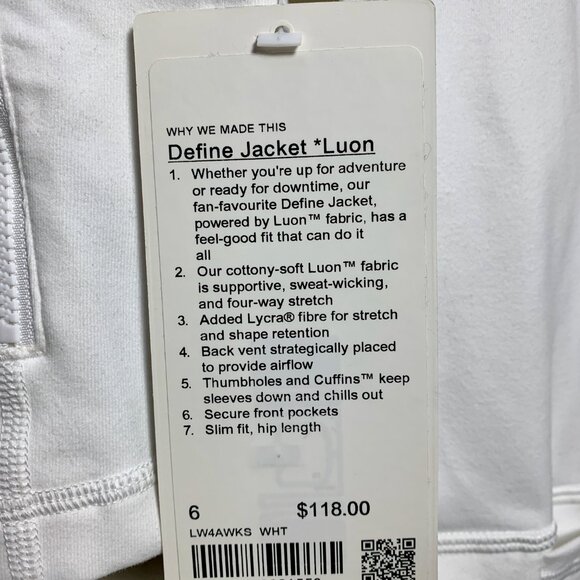 WHY WE MADE THIS
Define Jacket *Luon
1. Whether you're up for adventure
or ready for downtime, our
fan-favourite Define Jacket,
powered by Luon™ fabric, has a
feel-good fit that can do it
all
2. Our cottony-soft Luon™ fabric
is supportive, sweat-wicking,
and four-way stretch
3. Added Lycra® fibre for stretch
and shape retention
4. Back vent strategically placed
to provide airflow
5. Thumbholes and Cuffins™ keep
sleeves down and chills out
6. Secure front pockets
7. Slim fit, hip length
6 $118.00
LW4AWKS WHT